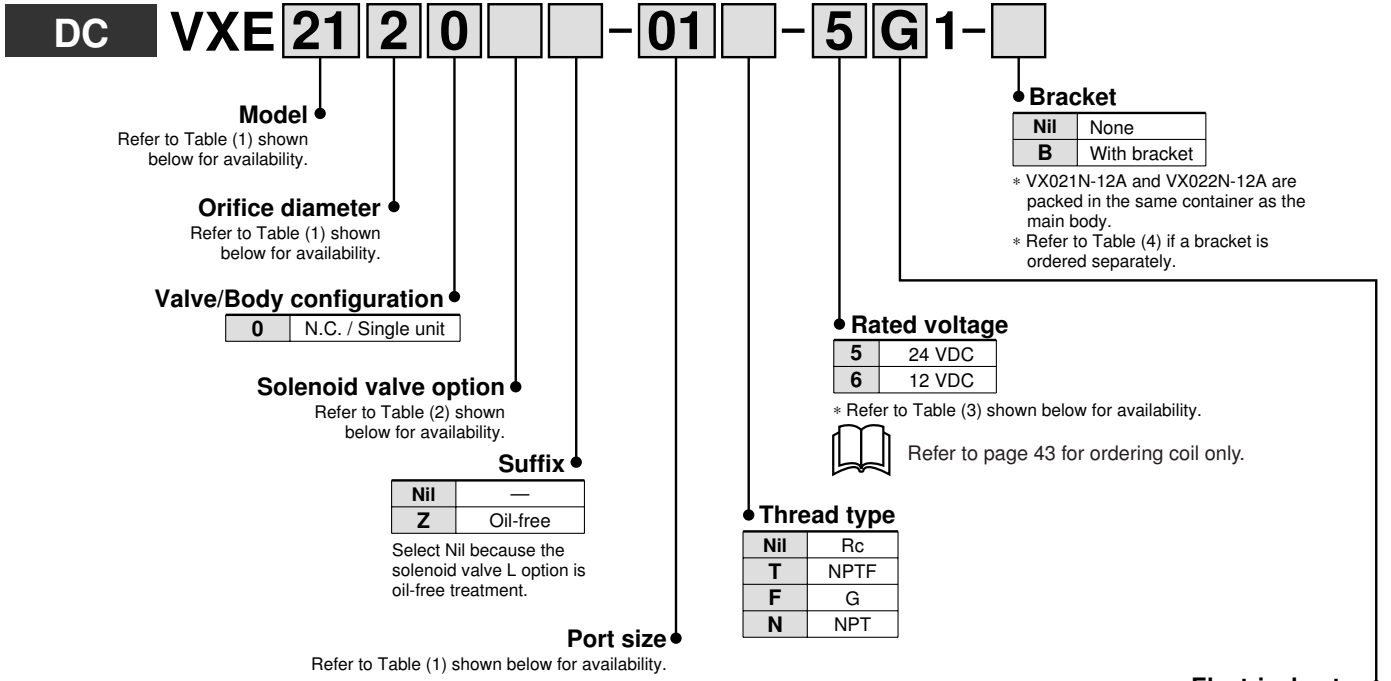 DC VXE 21 2 0 – 01 – 5 G 1 –
Model
Refer to Table (1) shown
below for availability.
Orifice diameter
Refer to Table (1) shown
below for availability.
Valve/Body configuration
0 N.C. / Single unit
Solenoid valve option
Refer to Table (2) shown
below for availability.
Suffix
Nil —
Z Oil-free
Select Nil because the
solenoid valve L option is
oil-free treatment.
Port size
Refer to Table (1) shown below for availability.
Bracket
Nil None
B With bracket
* VX021N-12A and VX022N-12A are
packed in the same container as the
main body.
* Refer to Table (4) if a bracket is
ordered separately.
Rated voltage
5 24 VDC
6 12 VDC
* Refer to Table (3) shown below for availability.
Refer to page 43 for ordering coil only.
Thread type
Nil Rc
T NPTF
F G
N NPT